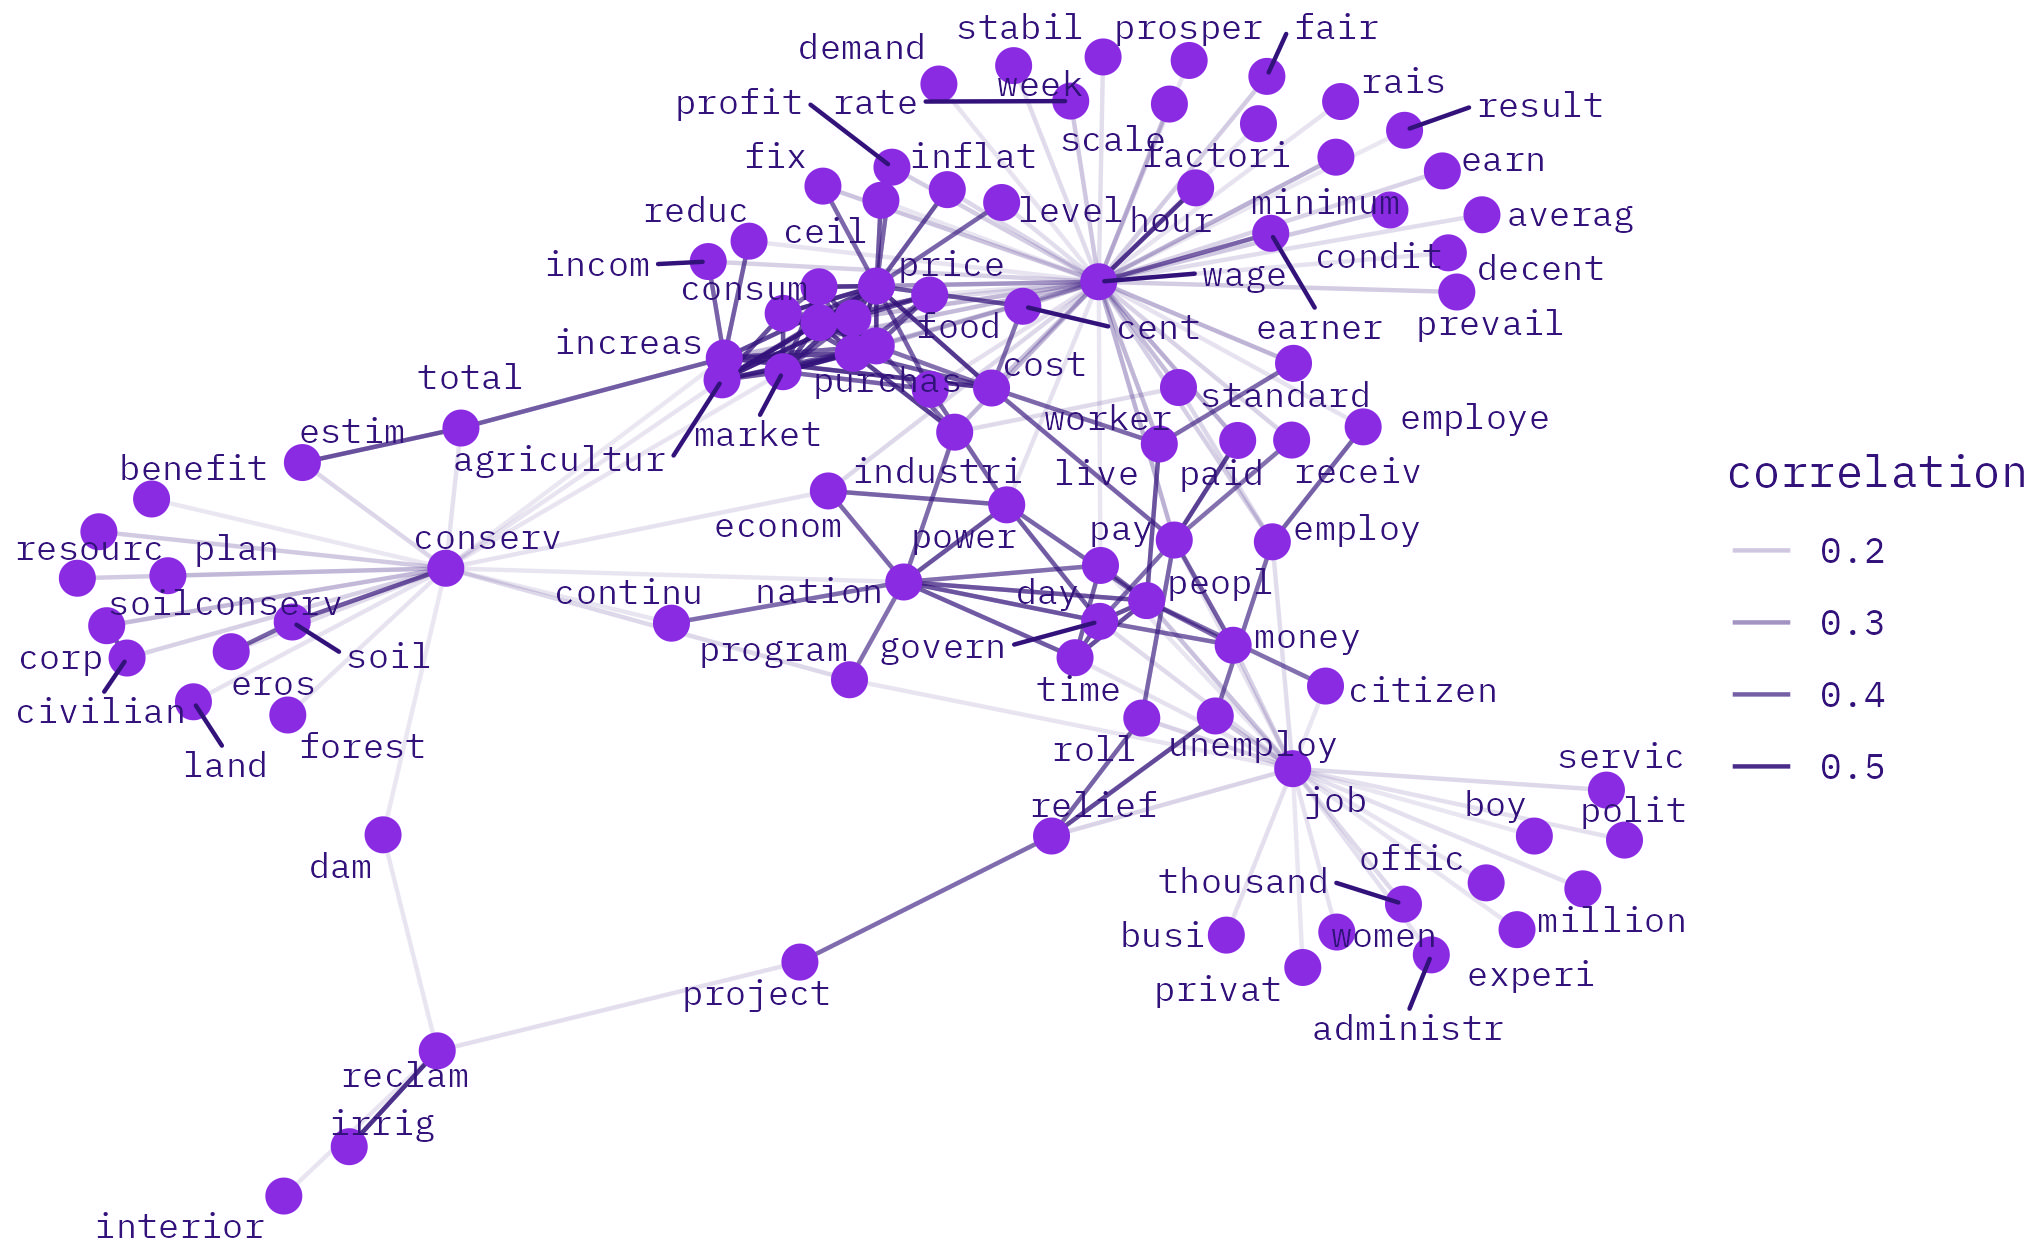 stabil
prosper
fair
demand
week
rais
profit
rate
result
scale
fix
inflat
factori
earn
reduc
level
hour
minimum
averag
ceil
incom
price
wage
condit
decent
consum
food
cent
earner
prevail
increas
cost
total
purchas
standard
estim
market
worker
employe
benefit
agricultur
industri
live
paid
receiv
correlation
resourc
plan
conserv
econom
power
pay
employ
0.2
soilconserv
continu
nation
day
peopl
0.3
corp
soil
program
govern
money
eros
time
citizen
0.4
civilian
land
forest
roll
unemploy
servic
0.5
relief
job
boy
polit
dam
thousand
offic
busi
women
million
project
privat
experi
administr
reclam
irrig
interior